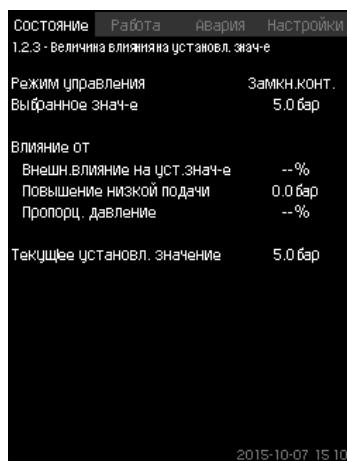 Состояние Работа Авария Настройки
1.2.3 - Величина влияния на установл. знач-е
Режим управления Замкн.конт.
Выбранное знач-е 5.0 бар
Влияние от
Внешн.влияние на уст.знач-е --%
Повышение низкой подачи 0.0 бар
Пропорц. давление --%
Текущее установл. значение 5.0 бар
2015-10-07 15:10